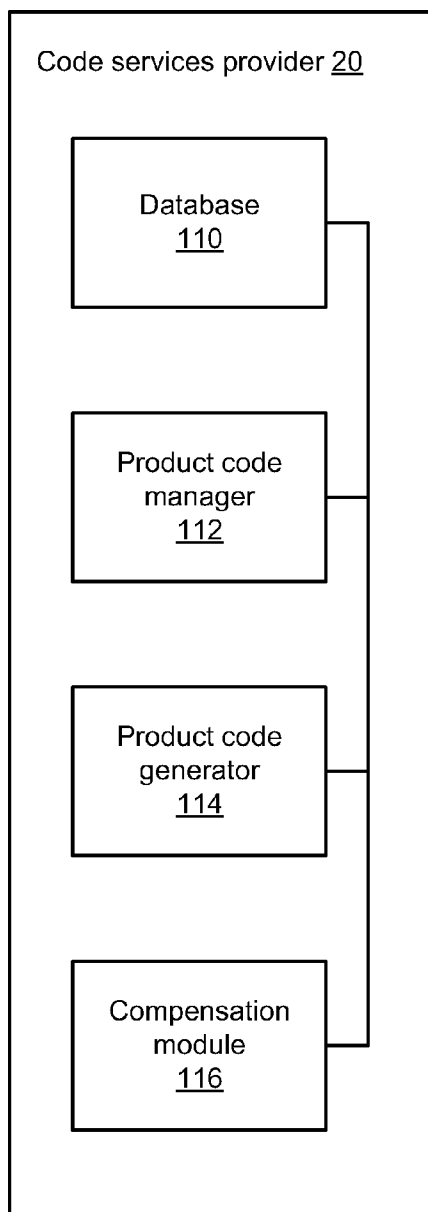 Code services provider 20
Database
110
Product code
manager
112
Product code
generator
114
Compensation
module
116